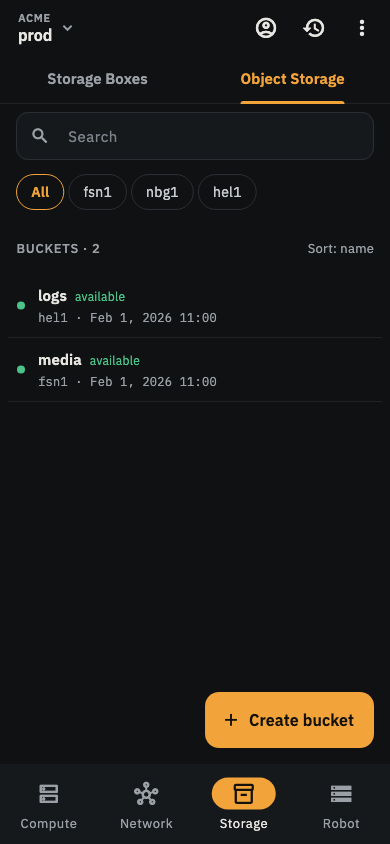 ACME
prod
Storage Boxes
Object Storage
Search
All
fsn1
nbg1
hel1
BUCKETS · 2
Sort: name
logs available
hel1 · Feb 1, 2026 11:00
media available
fsn1 · Feb 1, 2026 11:00
+ Create bucket
Compute
Network
Storage
Robot